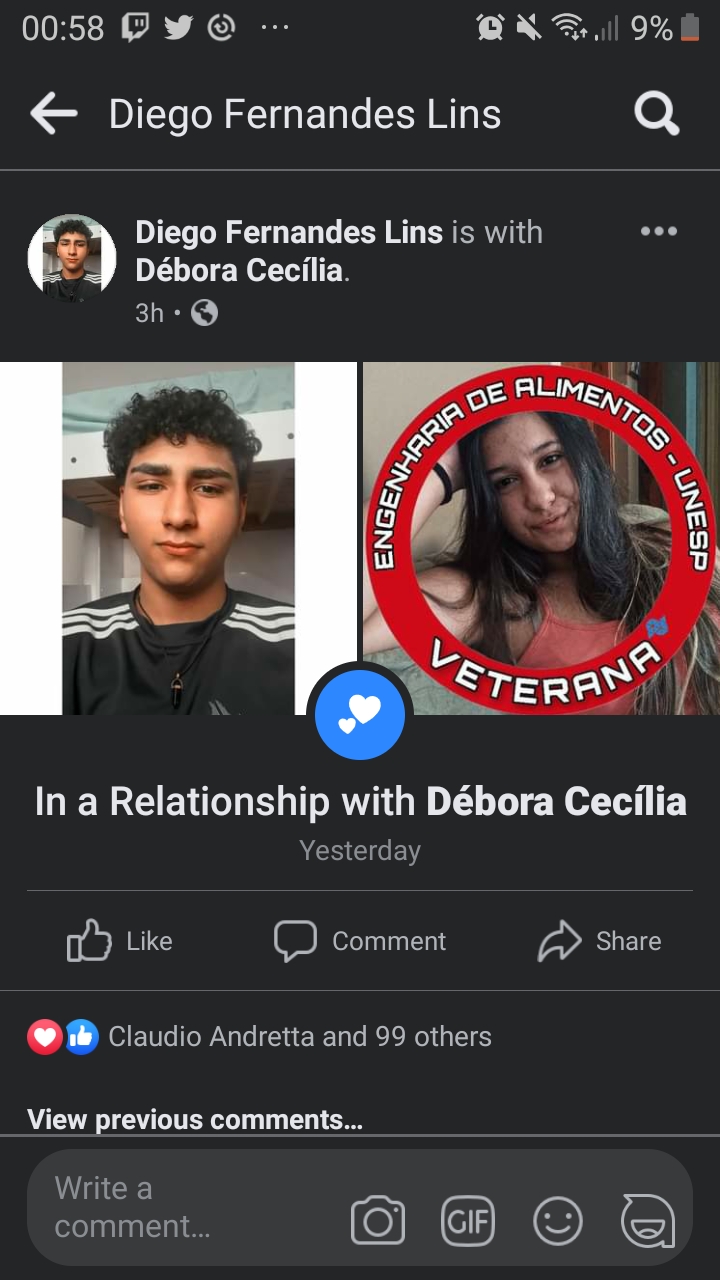 00:58
9%
Diego Fernandes Lins
Diego Fernandes Lins is with
Débora Cecília.
3h •
ENGENHARIA DE ALIMENTOS - UNESP
VETERANA
In a Relationship with Débora Cecília
Yesterday
Like
Comment
Share
Claudio Andretta and 99 others
View previous comments...
Write a
comment...
GIF